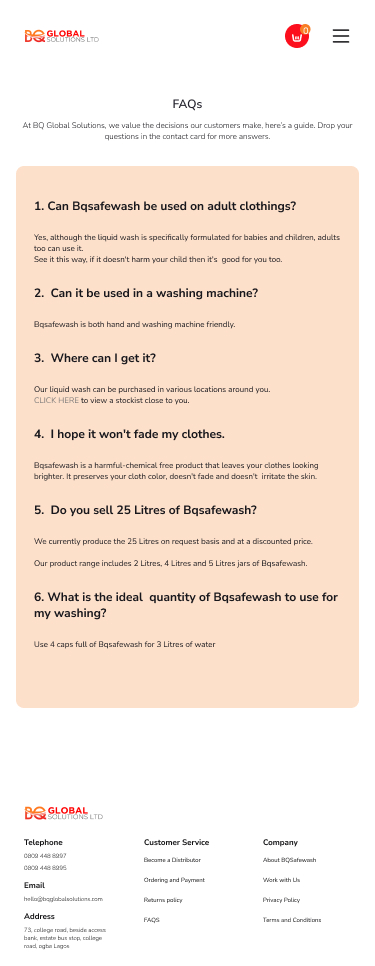 BQ GLOBAL
SOLUTIONS LTD
0
FAQs
At BQ Global Solutions, we value the decisions our customers make, here's a guide. Drop your
questions in the contact card for more answers.
1. Can Bqsafewash be used on adult clothings?
Yes, although the liquid wash is specifically formulated for babies and children, adults
too can use it.
See it this way, if it doesn't harm your child then it's  good for you too.
2.  Can it be used in a washing machine?
Bqsafewash is both hand and washing machine friendly.
3.  Where can I get it?
Our liquid wash can be purchased in various locations around you.
CLICK HERE to view a stockist close to you.
4.  I hope it won't fade my clothes.
Bqsafewash is a harmful-chemical free product that leaves your clothes looking
brighter. It preserves your cloth color, doesn't fade and doesn't  irritate the skin.
5.  Do you sell 25 Litres of Bqsafewash?
We currently produce the 25 Litres on request basis and at a discounted price.
Our product range includes 2 Litres, 4 Litres and 5 Litres jars of Bqsafewash.
6. What is the ideal  quantity of Bqsafewash to use for
my washing?
Use 4 caps full of Bqsafewash for 3 Litres of water
BQ GLOBAL
SOLUTIONS LTD
Telephone
0809 448 8997
0809 448 8995
Email
hello@bqglobalsolutions.com
Address
73, college road, beside access
bank, estate bus stop, college
road, ogba Lagos
Customer Service
Become a Distributor
Ordering and Payment
Returns policy
FAQS
Company
About BQSafewash
Work with Us
Privacy Policy
Terms and Conditions